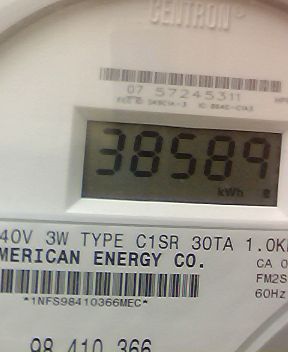 CENTRON®
07 57245311
38589
kWh
40V 3W TYPE C1SR 30TA 1.0K
MERICAN ENERGY CO.
CA 0
FM2S
60Hz
*1NFS98410366MEC*
98 410 366